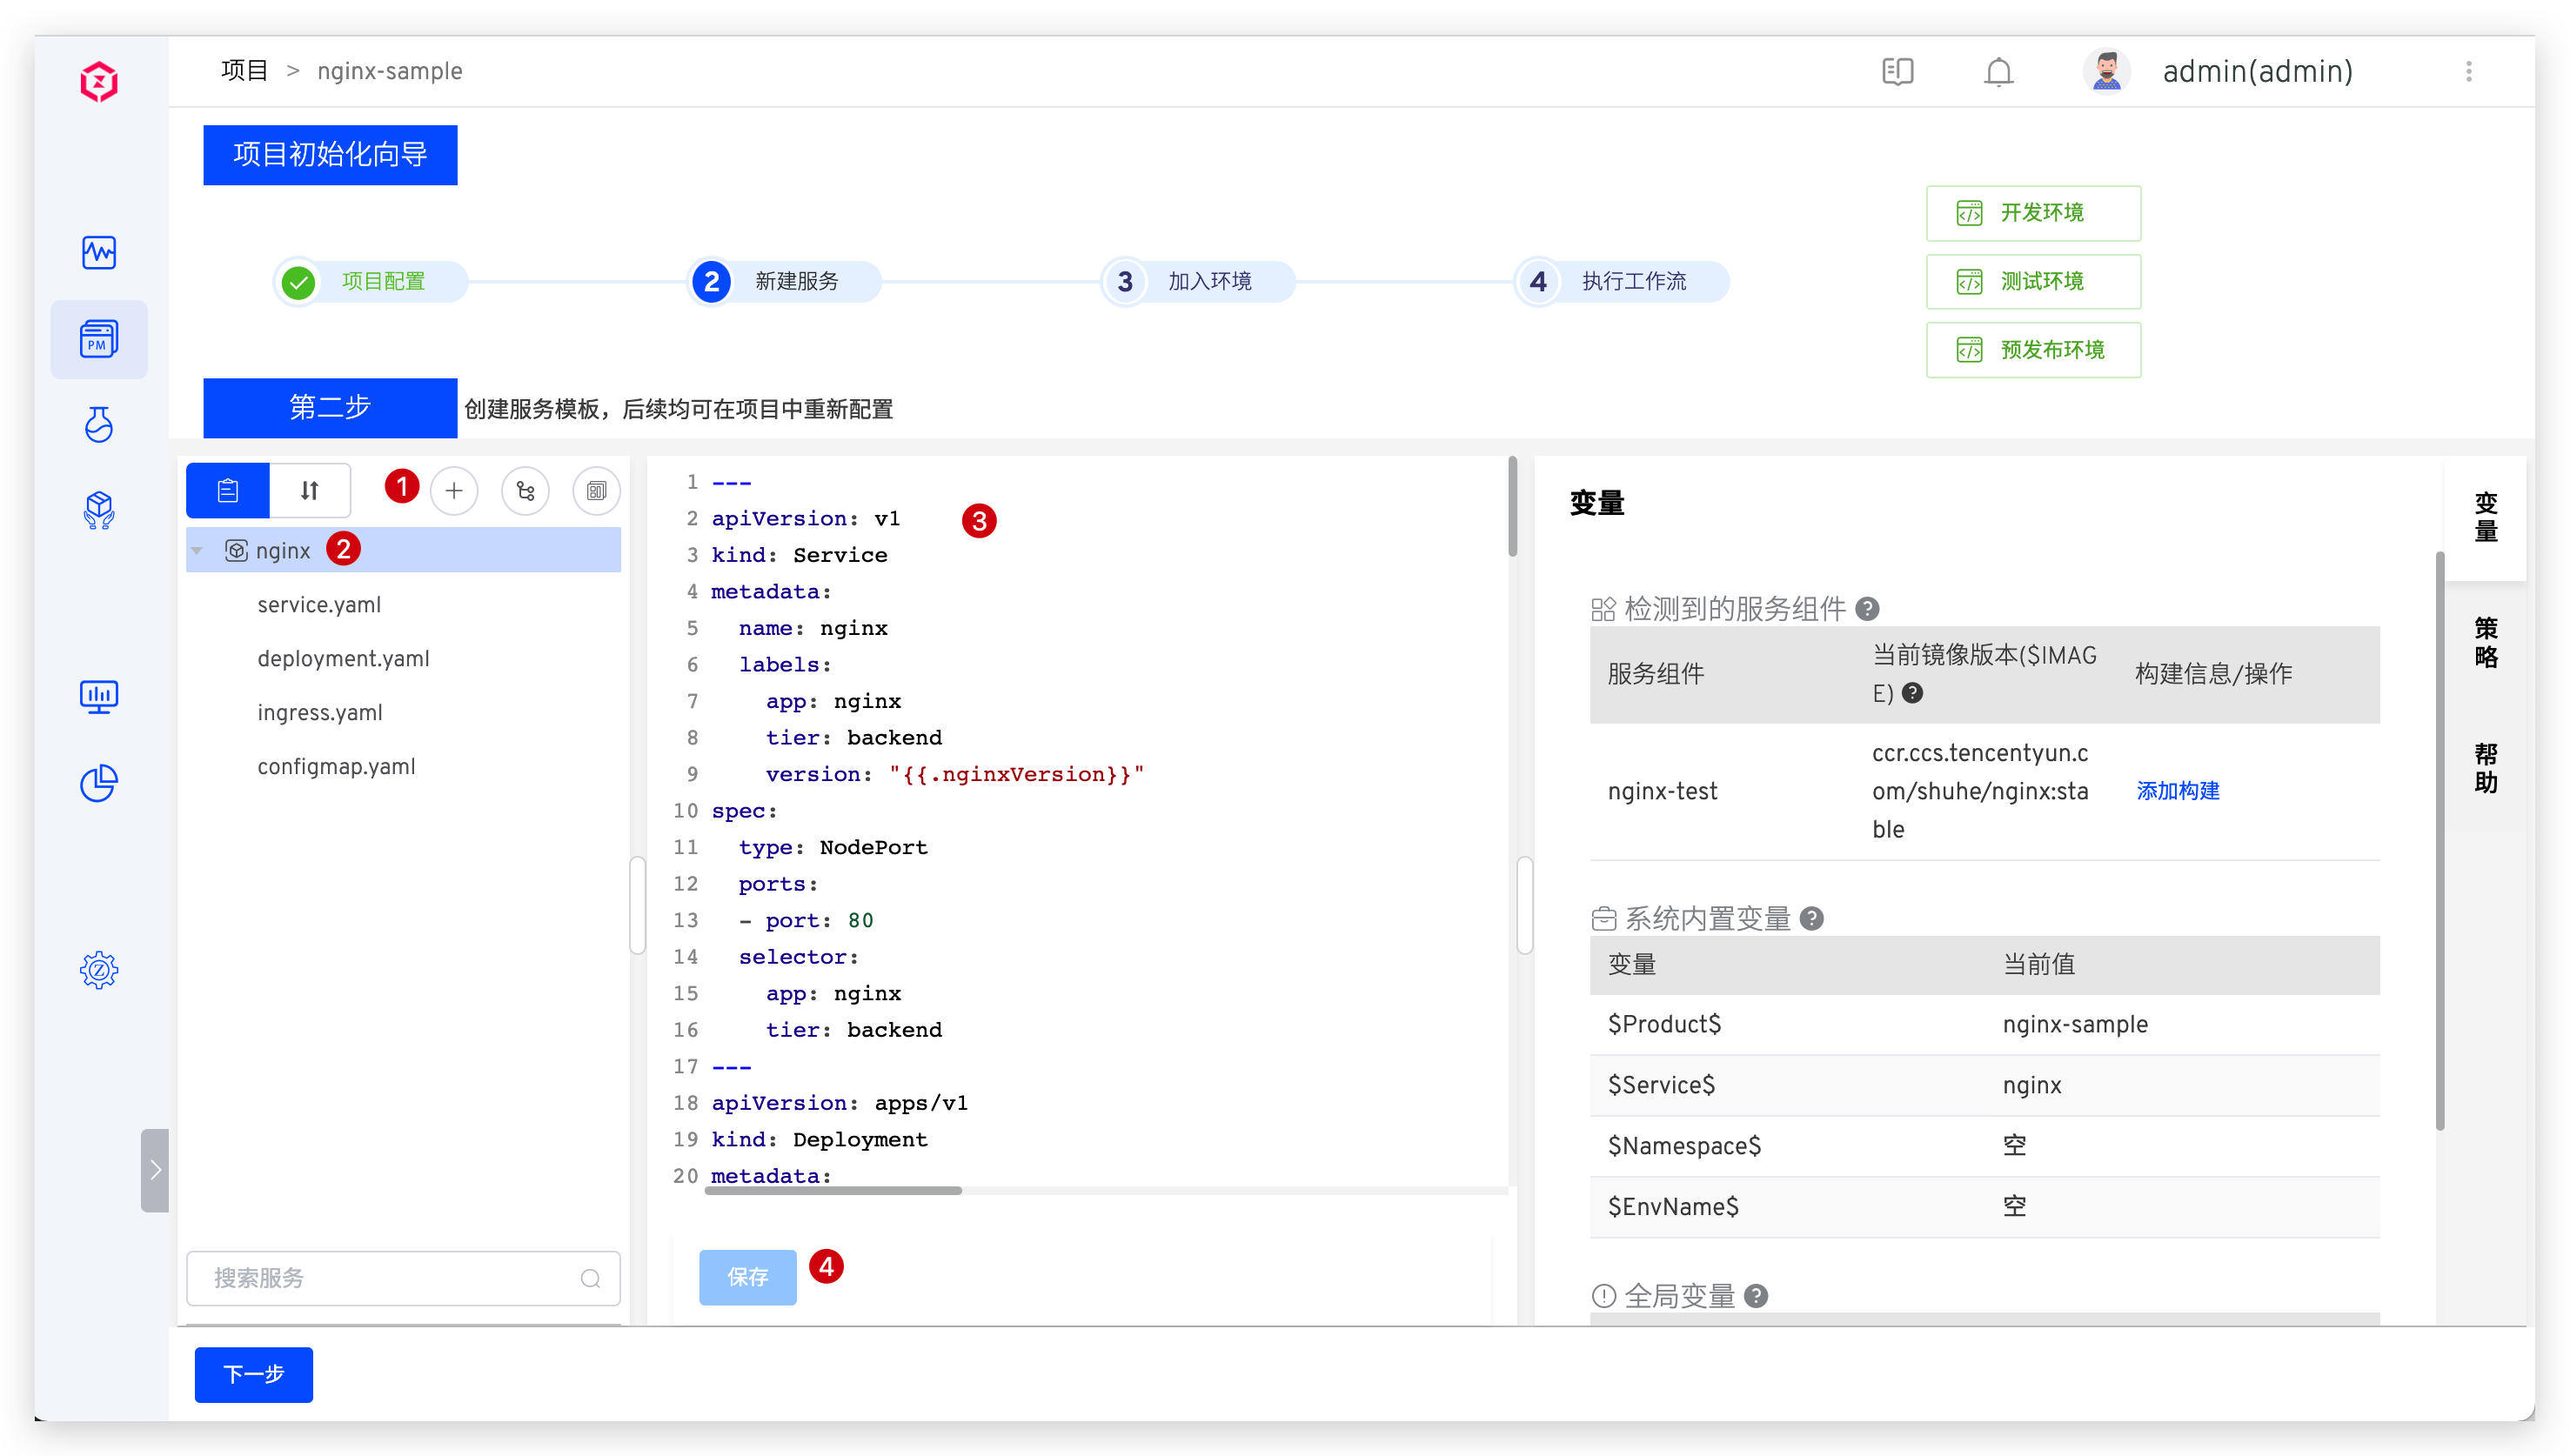 项目 > nginx-sample
admin(admin)
项目初始化向导
项目配置
2 新建服务
3 加入环境
4 执行工作流
开发环境
测试环境
预发布环境
第二步 创建服务模板，后续均可在项目中重新配置
PM
1
nginx 2
service.yaml
deployment.yaml
ingress.yaml
configmap.yaml
搜索服务
3
1 ---
2 apiVersion: v1
3 kind: Service
4 metadata:
5   name: nginx
6   labels:
7     app: nginx
8     tier: backend
9     version: "{{.nginxVersion}}"
10 spec:
11   type: NodePort
12   ports:
13   - port: 80
14   selector:
15     app: nginx
16     tier: backend
17 ---
18 apiVersion: apps/v1
19 kind: Deployment
20 metadata:
保存 4
变量
检测到的服务组件 ?
服务组件
当前镜像版本($IMAG
E) ?
构建信息/操作
nginx-test
ccr.ccs.tencentyun.c
om/shuhe/nginx:sta
ble
添加构建
系统内置变量 ?
变量 当前值
$Product$ nginx-sample
$Service$ nginx
$Namespace$ 空
$EnvName$ 空
全局变量 ?
变量
策略
帮助
下一步